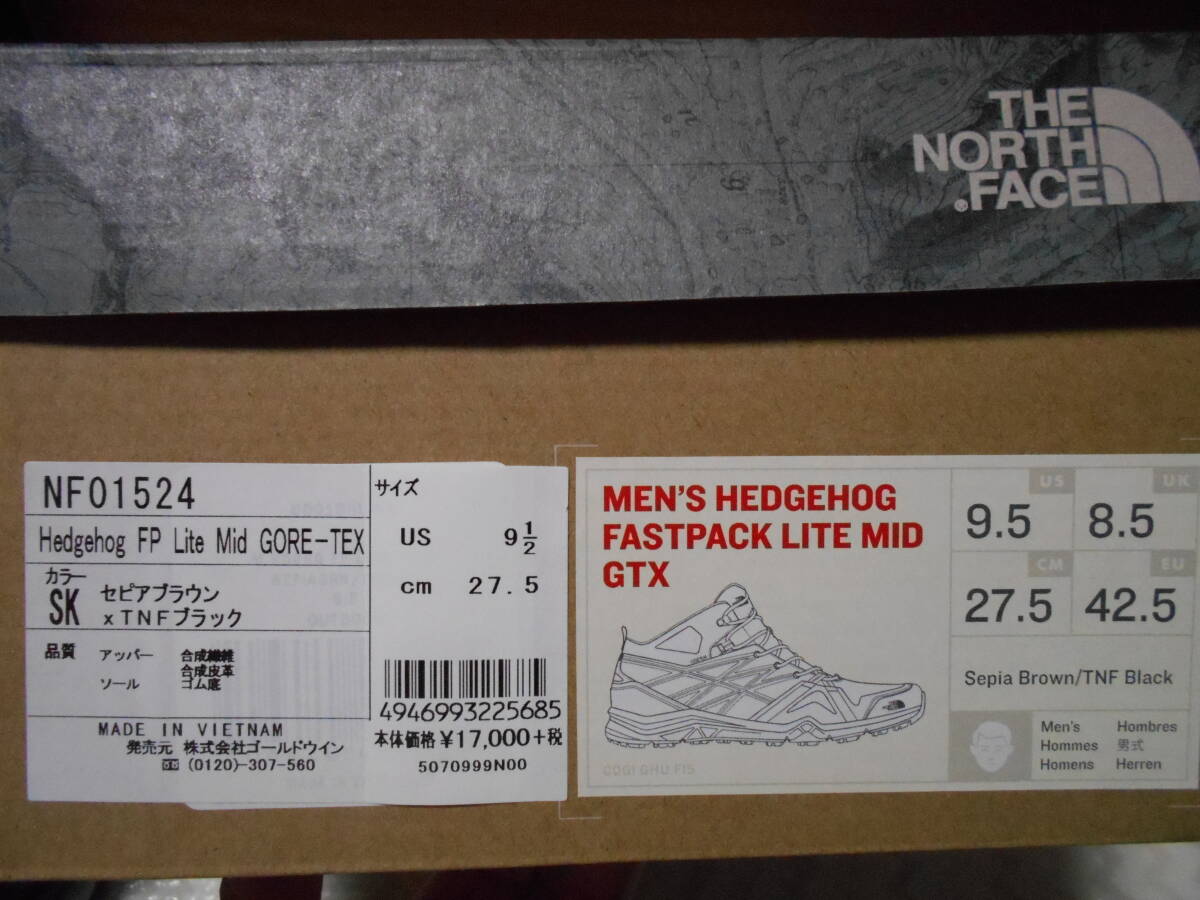 THE
NORTH
FACE
NF01524
Hedgehog FP Lite Mid GORE-TEX
カラー
SK
セピアブラウン
xTNFブラック
品質 アッパー 合成繊維
合成皮革
ソール ゴム底
MADE IN VIETNAM
発売元 株式会社ゴールドウイン
(0120)-307-560
サイズ
US 9 1/2
cm 27.5
4946993225685
本体価格 ¥17,000+税
5070999N00
MEN'S HEDGEHOG
FASTPACK LITE MID
GTX
COGI GHU F15
US
9.5
UK
8.5
CM
27.5
EU
42.5
Sepia Brown/TNF Black
Men's Hombres
Hommes 男式
Homens Herren